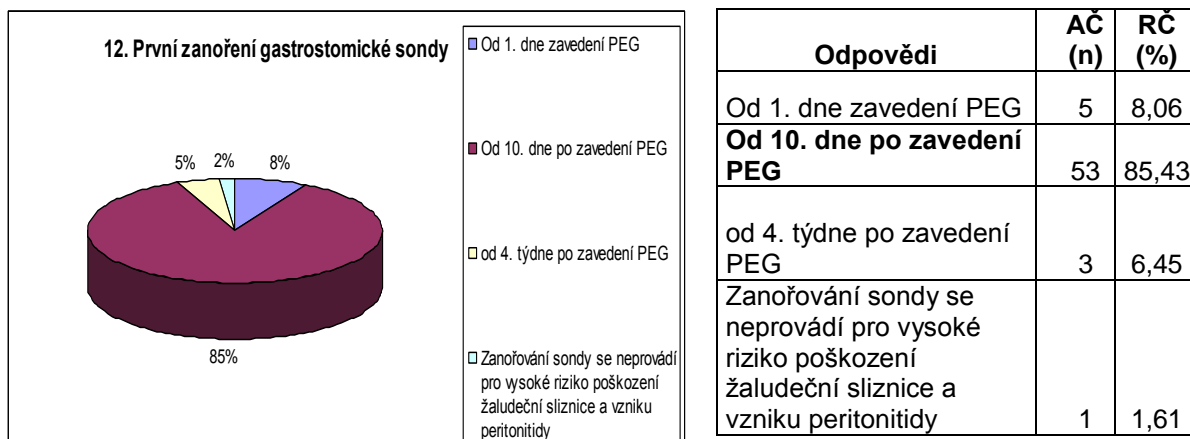 12. První zanoření gastrostomické sondy
5%
2%
8%
85%
Od 1. dne zavedení PEG
Od 10. dne po zavedení PEG
od 4. týdne po zavedení PEG
Zanořování sondy se neprovádí
pro vysoké riziko poškození
žaludeční sliznice a vzniku
peritonitidy
Odpovědi AČ (n) RČ (%)
Od 1. dne zavedení PEG 5 8,06
Od 10. dne po zavedení
PEG 53 85,43
od 4. týdne po zavedení
PEG 3 6,45
Zanořování sondy se
neprovádí pro vysoké
riziko poškození
žaludeční sliznice a
vzniku peritonitidy 1 1,61